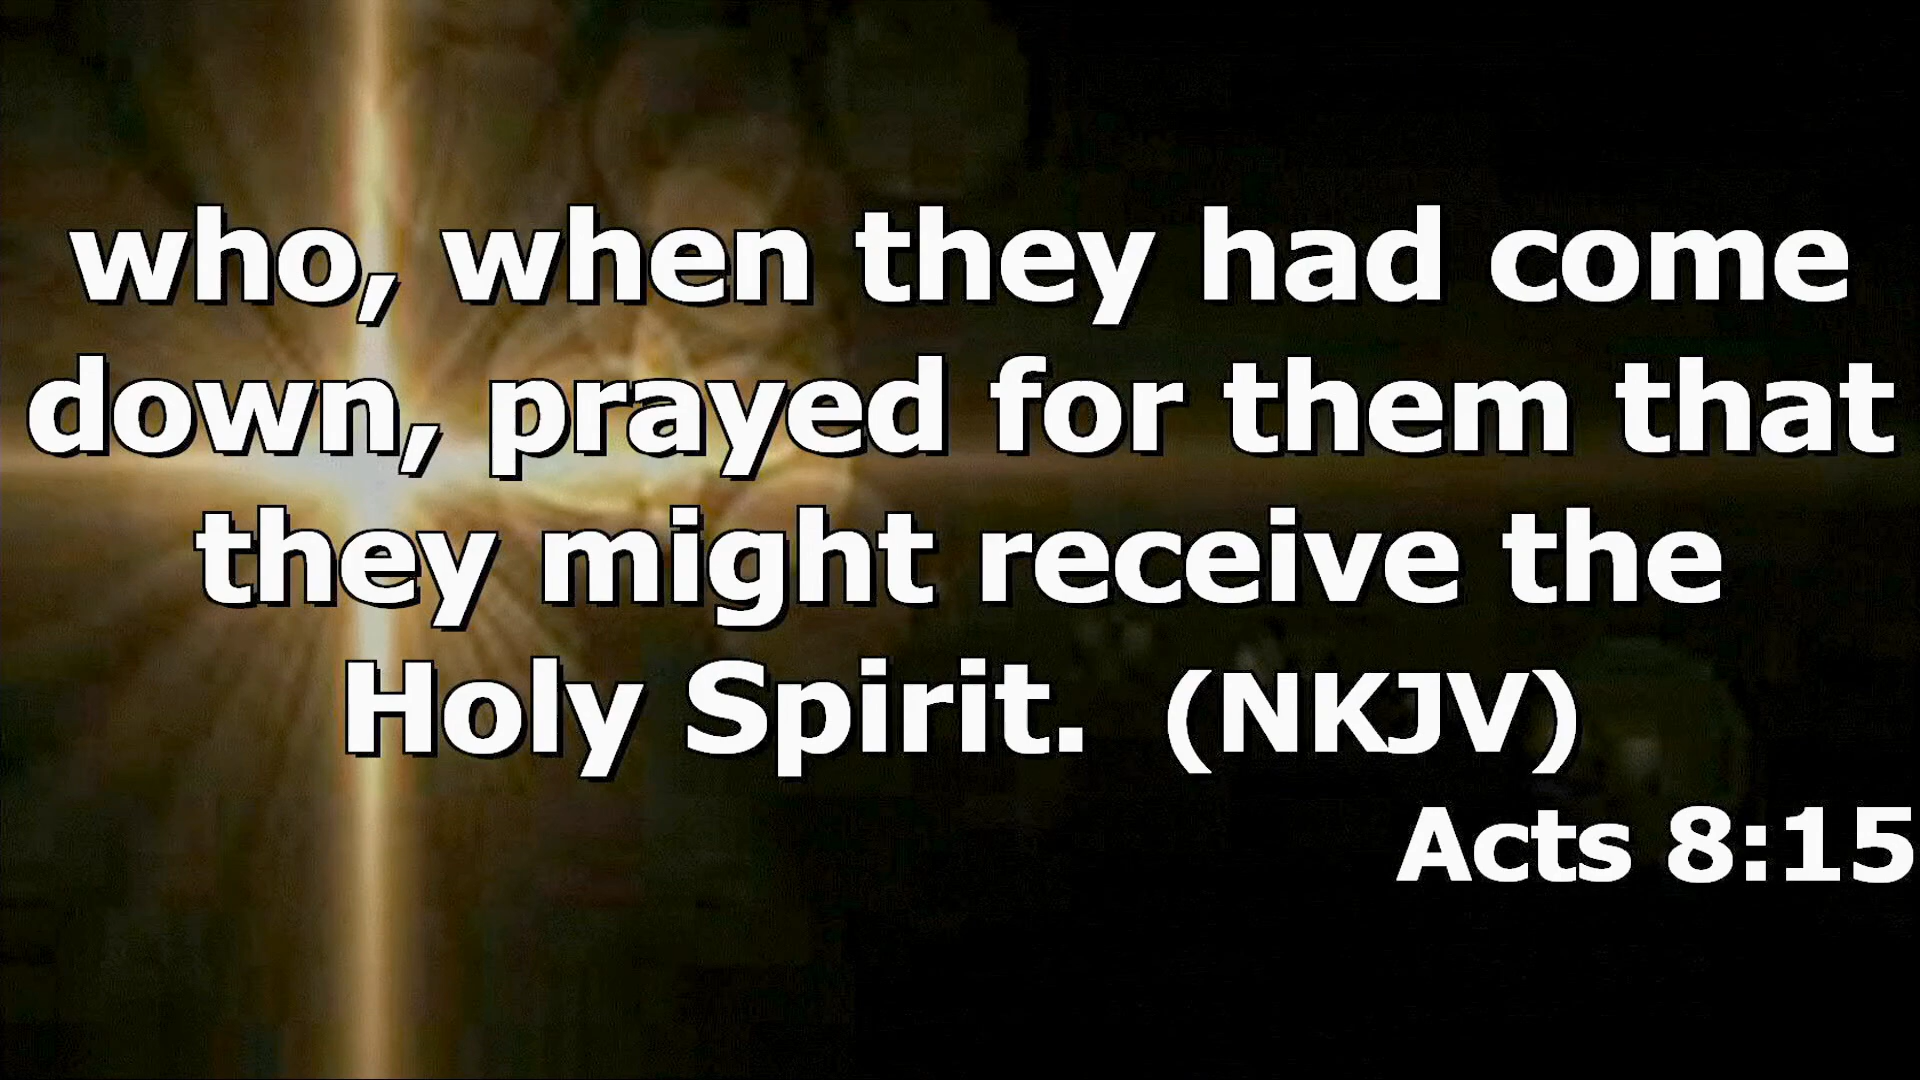 who, when they had come
down, prayed for them that
they might receive the
Holy Spirit.  (NKJV)
Acts 8:15